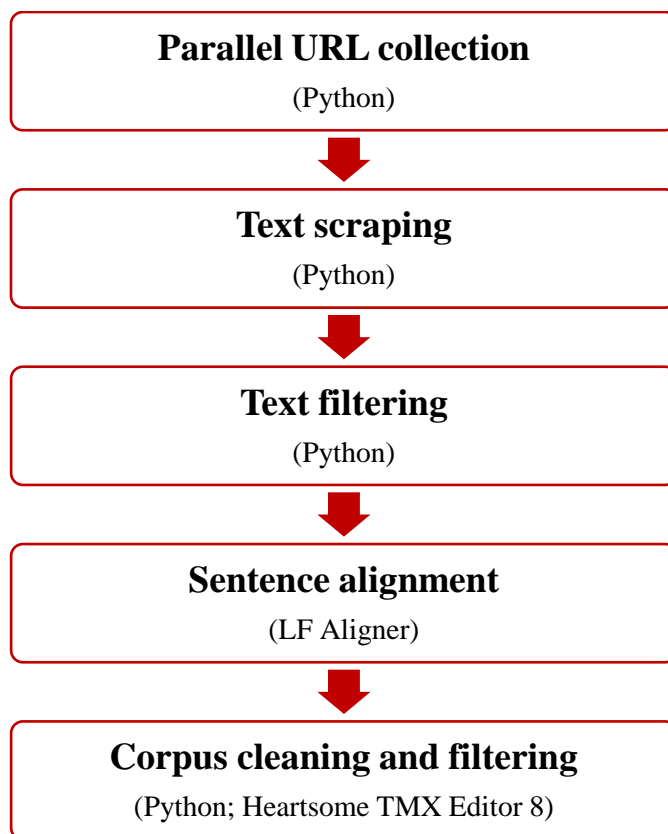 Parallel URL collection
(Python)
Text scraping
(Python)
Text filtering
(Python)
Sentence alignment
(LF Aligner)
Corpus cleaning and filtering
(Python; Heartsome TMX Editor 8)